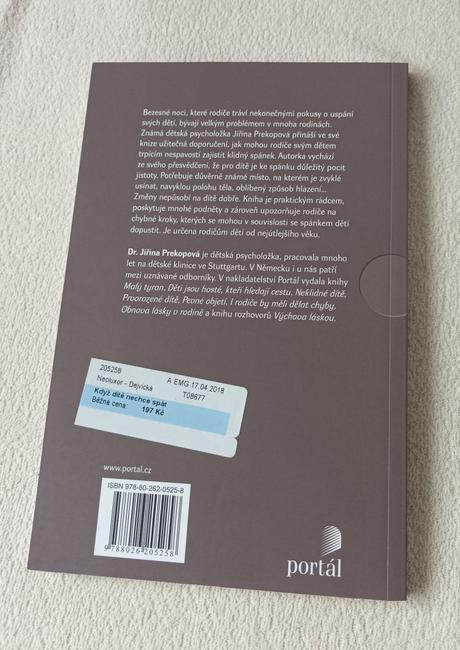 Bezesné noci, které rodiče tráví nekonečnými pokusy o uspání
svých dětí, bývají velkým problémem v mnoha rodinách.
Známá dětská psycholožka Jiřina Prekopová přináší ve své
knize užitečná doporučení, jak mohou rodiče svým dětem
trpícím nespavostí zajistit klidný spánek. Autorka vychází
ze svého přesvědčení, že pro dítě je ke spánku důležitý pocit
jistoty. Potřebuje důvěrně známé místo, na kterém je zvyklé
usínat, navyklou polohu těla, oblíbený způsob hlazení...
Změny nepůsobí na dítě dobře. Kniha je praktickým rádcem,
poskytuje mnohé podněty a zároveň upozorňuje rodiče na
chybné kroky, kterých se mohou v souvislosti se spánkem dětí
dopustit. Je určena rodičům dětí od nejútlejšího věku.
Dr. Jiřina Prekopová je dětská psycholožka, pracovala mnoho
let na dětské klinice ve Stuttgartu. V Německu i u nás patří
mezi uznávané odborníky. V nakladatelství Portál vydala knihy
Malý tyran, Děti jsou hosté, kteří hledají cestu, Neklidné dítě,
Prvorozené dítě, Pevné objetí, I rodiče by měli dělat chyby,
Obnova lásky v rodině a knihu rozhovorů Výchova láskou.
205258
A EMG 17.04 2018
Neoluxor - Dejvická
T08677
Když dítě nechce spát
Běžná cena: 197 Kč
www.portal.cz
ISBN 978-80-262-0525-8
9 788026 205258
portál